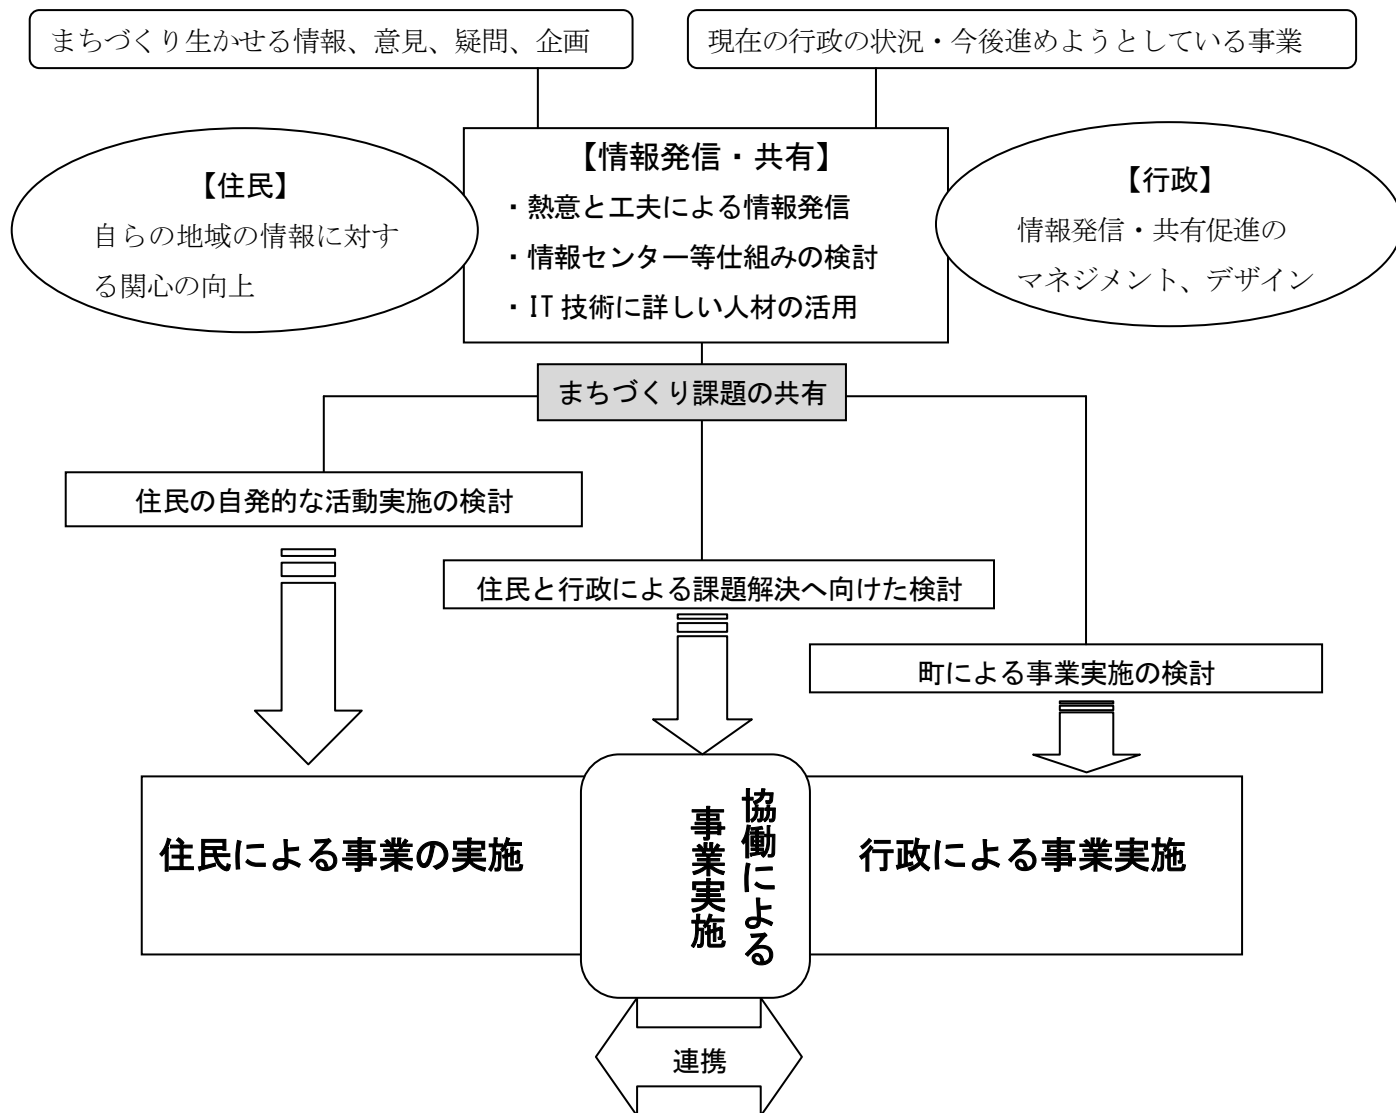 まちづくり生かせる情報、意見、疑問、企画
現在の行政の状況・今後進めようとしている事業
【情報発信・共有】
・熱意と工夫による情報発信
・情報センター等仕組みの検討
・IT 技術に詳しい人材の活用
【住民】
自らの地域の情報に対す
る関心の向上
【行政】
情報発信・共有促進の
マネジメント、デザイン
まちづくり課題の共有
住民の自発的な活動実施の検討
住民と行政による課題解決へ向けた検討
町による事業実施の検討
住民による事業の実施
協働による
事業実施
行政による事業実施
連携